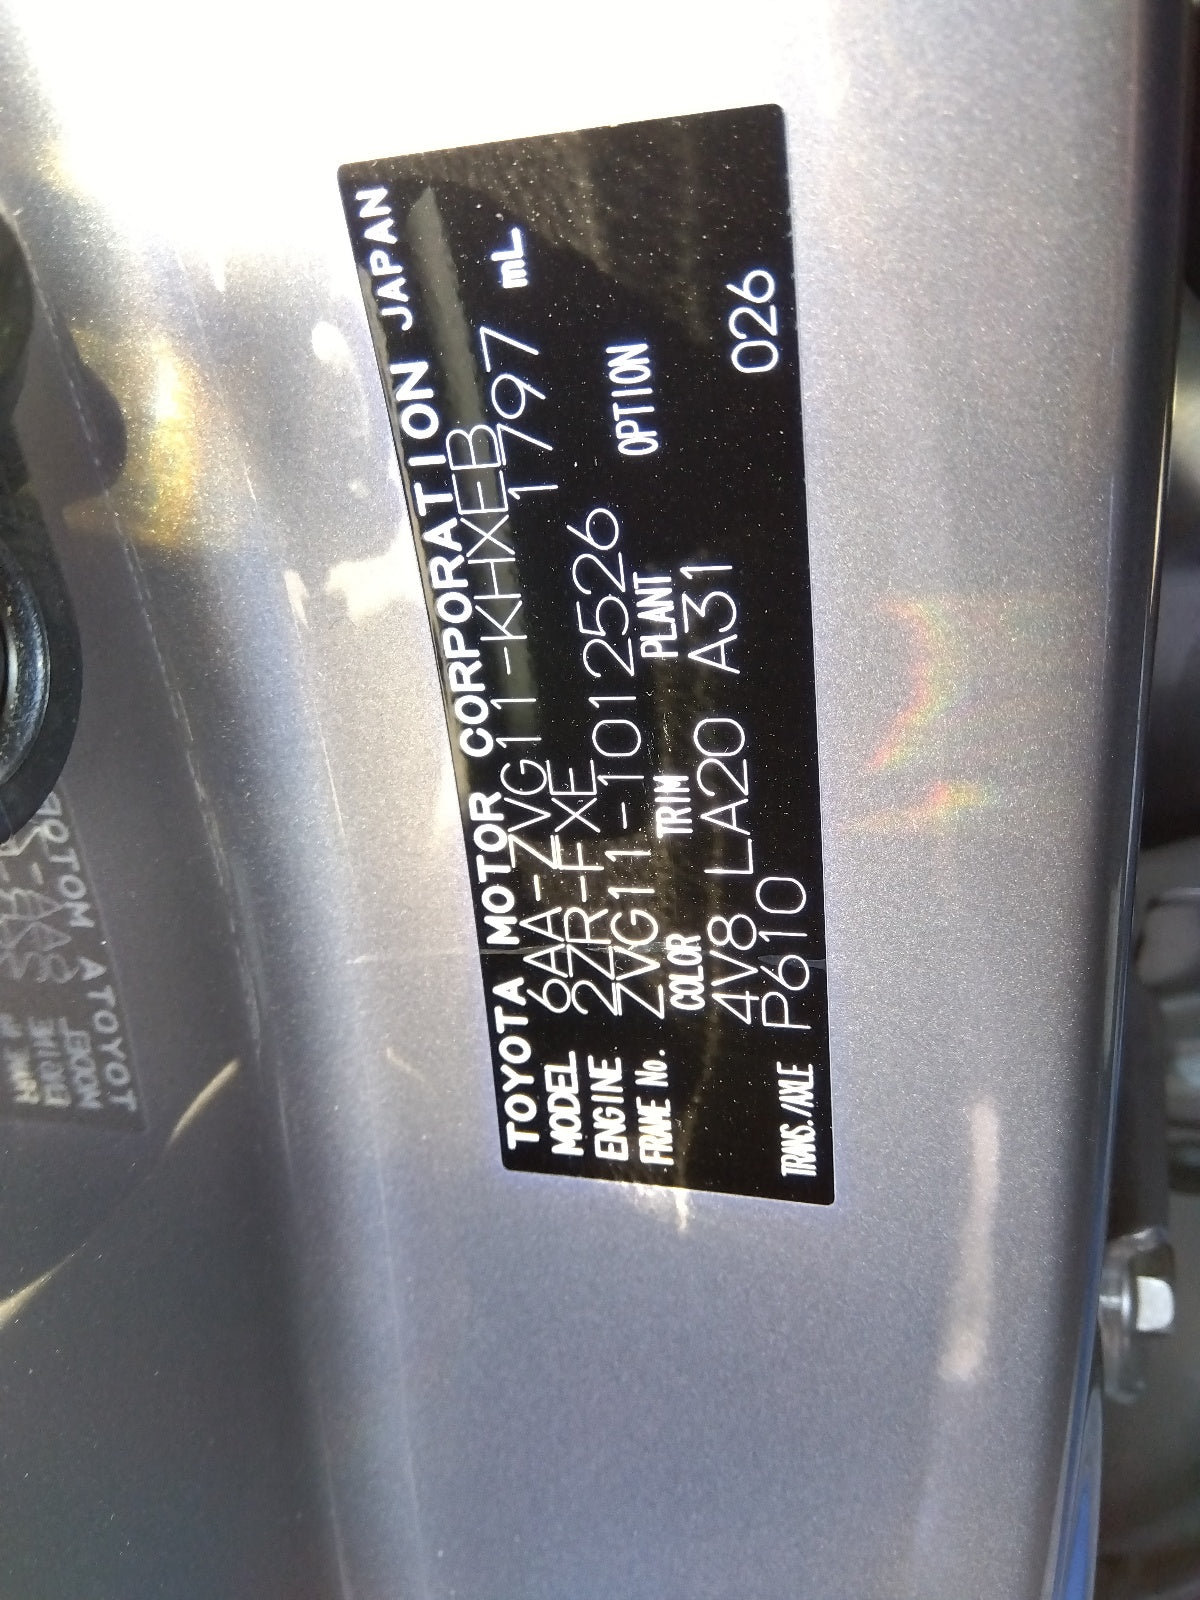 TOYOTA MOTOR CORPORATION JAPAN
MODEL 6AA-ZVG11-KHXEB
ENGINE 2ZR-FXE 1797 mL
FRAME No. ZVG11-1012526
COLOR TRIM PLANT OPTION
4V8 LA20 A31
TRANS./AXLE P610 026